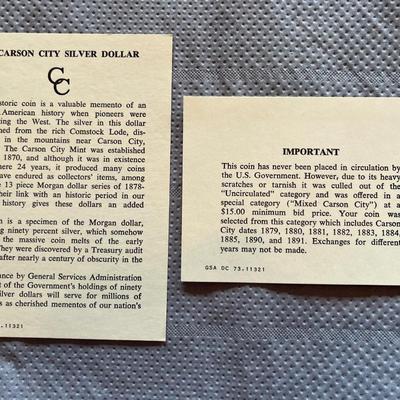 CARSON CITY SILVER DOLLAR
CC
storic coin is a valuable memento of an
American history when pioneers were
ting the West. The silver in this dollar
ned from the rich Comstock Lode, dis-
in the mountains near Carson City,
The Carson City Mint was established
1870, and although it was in existence
ere 24 years, it produced many coins
ave endured as collectors' items, among
e 13 piece Morgan dollar series of 1878-
heir link with an historic period in our
history gives these dollars an added
n is a specimen of the Morgan dollar,
ng ninety percent silver, which somehow
the massive coin melts of the early
They were discovered by a Treasury audit
after nearly a century of obscurity in the
ance by General Services Administration
t of the Government's holdings of ninety
silver dollars will serve for millions of
s as cherished mementos of our nation's
.11321
IMPORTANT
This coin has never been placed in circulation by
the U.S. Government. However, due to its heavy
scratches or tarnish it was culled out of the
"Uncirculated" category and was offered in a
special category ("Mixed Carson City") at a
$15.00 minimum bid price. Your coin was
selected from this category which includes Carson
City dates 1879, 1880, 1881, 1882, 1883, 1884,
1885, 1890, and 1891. Exchanges for different
years may not be made.
GSA DC 73.11321